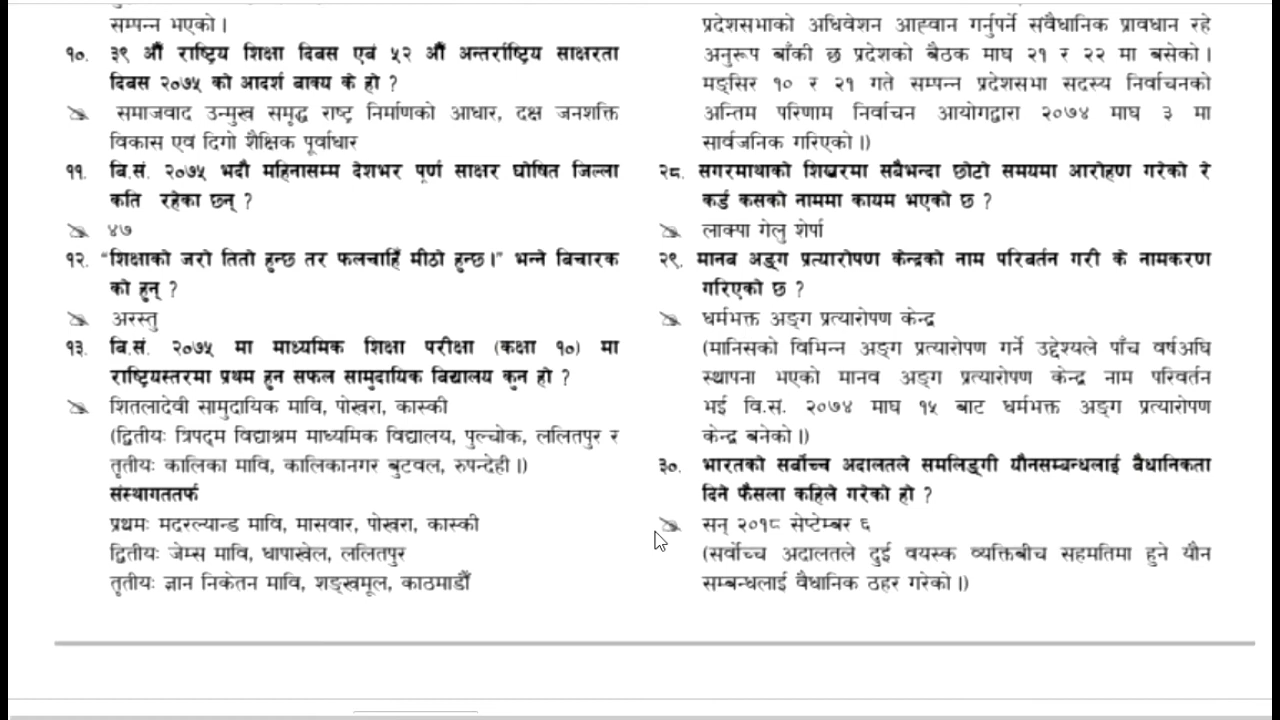 सम्पन्न भएको ।
१०. ३९ औं राष्ट्रिय शिक्षा दिवस एवं ५२ औं अन्तर्राष्ट्रिय साक्षरता
दिवस २०७५ को आदर्श वाक्य के हो ?
समाजवाद उन्मुख समृद्ध राष्ट्र निर्माणको आधार, दक्ष जनशक्ति
विकास एवं दिगो शैक्षिक पूर्वाधार
११. वि.सं. २०७५ भदौ महिनासम्म देशभर पूर्ण साक्षर घोषित जिल्ला
कति रहेका छन् ?
४७
१२. “शिक्षाको जरो तितो हुन्छ तर फलचाहिँ मीठो हुन्छ।” भन्ने विचारक
को हुन् ?
अरस्तु
१३. वि.सं. २०७५ मा माध्यमिक शिक्षा परीक्षा (कक्षा १०) मा
राष्ट्रियस्तरमा प्रथम हुन सफल सामुदायिक विद्यालय कुन हो ?
शितलादेवी सामुदायिक मावि, पोखरा, कास्की
(द्वितीयः त्रिपद्म विद्याश्रम माध्यमिक विद्यालय, पुल्चोक, ललितपुर र
तृतीयः कालिका मावि, कालिकानगर बुटवल, रुपन्देही ।)
संस्थागततर्फ
प्रथमः मदरल्यान्ड मावि, मासवार, पोखरा, कास्की
द्वितीयः जेम्स मावि, धापाखेल, ललितपुर
तृतीयः ज्ञान निकेतन मावि, शङ्खमूल, काठमाडौँ
प्रदेशसभाको अधिवेशन आह्वान गर्नुपर्ने संवैधानिक प्रावधान रहे
अनुरूप बाँकी छ प्रदेशको बैठक माघ २१ र २२ मा बसेको ।
मङ्सिर १० र २१ गते सम्पन्न प्रदेशसभा सदस्य निर्वाचनको
अन्तिम परिणाम निर्वाचन आयोगद्वारा २०७४ माघ ३ मा
सार्वजनिक गरिएको ।)
२८. सगरमाथाको शिखरमा सबैभन्दा छोटो समयमा आरोहण गरेको रे
कर्ड कसको नाममा कायम भएको छ ?
लाक्पा गेलु शेर्पा
२९. मानव अङ्ग प्रत्यारोपण केन्द्रको नाम परिवर्तन गरी के नामकरण
गरिएको छ ?
धर्मभक्त अङ्ग प्रत्यारोपण केन्द्र
(मानिसको विभिन्न अङ्ग प्रत्यारोपण गर्ने उद्देश्यले पाँच वर्षअघि
स्थापना भएको मानव अङ्ग प्रत्यारोपण केन्द्र नाम परिवर्तन
भई वि.स. २०७४ माघ १५ बाट धर्मभक्त अङ्ग प्रत्यारोपण
केन्द्र बनेको ।)
३०. भारतको सर्वोच्च अदालतले समलिङ्गी यौनसम्बन्धलाई वैधानिकता
दिने फैसला कहिले गरेको हो ?
सन् २०१८ सेप्टेम्बर ६
(सर्वोच्च अदालतले दुई वयस्क व्यक्तिबीच सहमतिमा हुने यौन
सम्बन्धलाई वैधानिक ठहर गरेको ।)